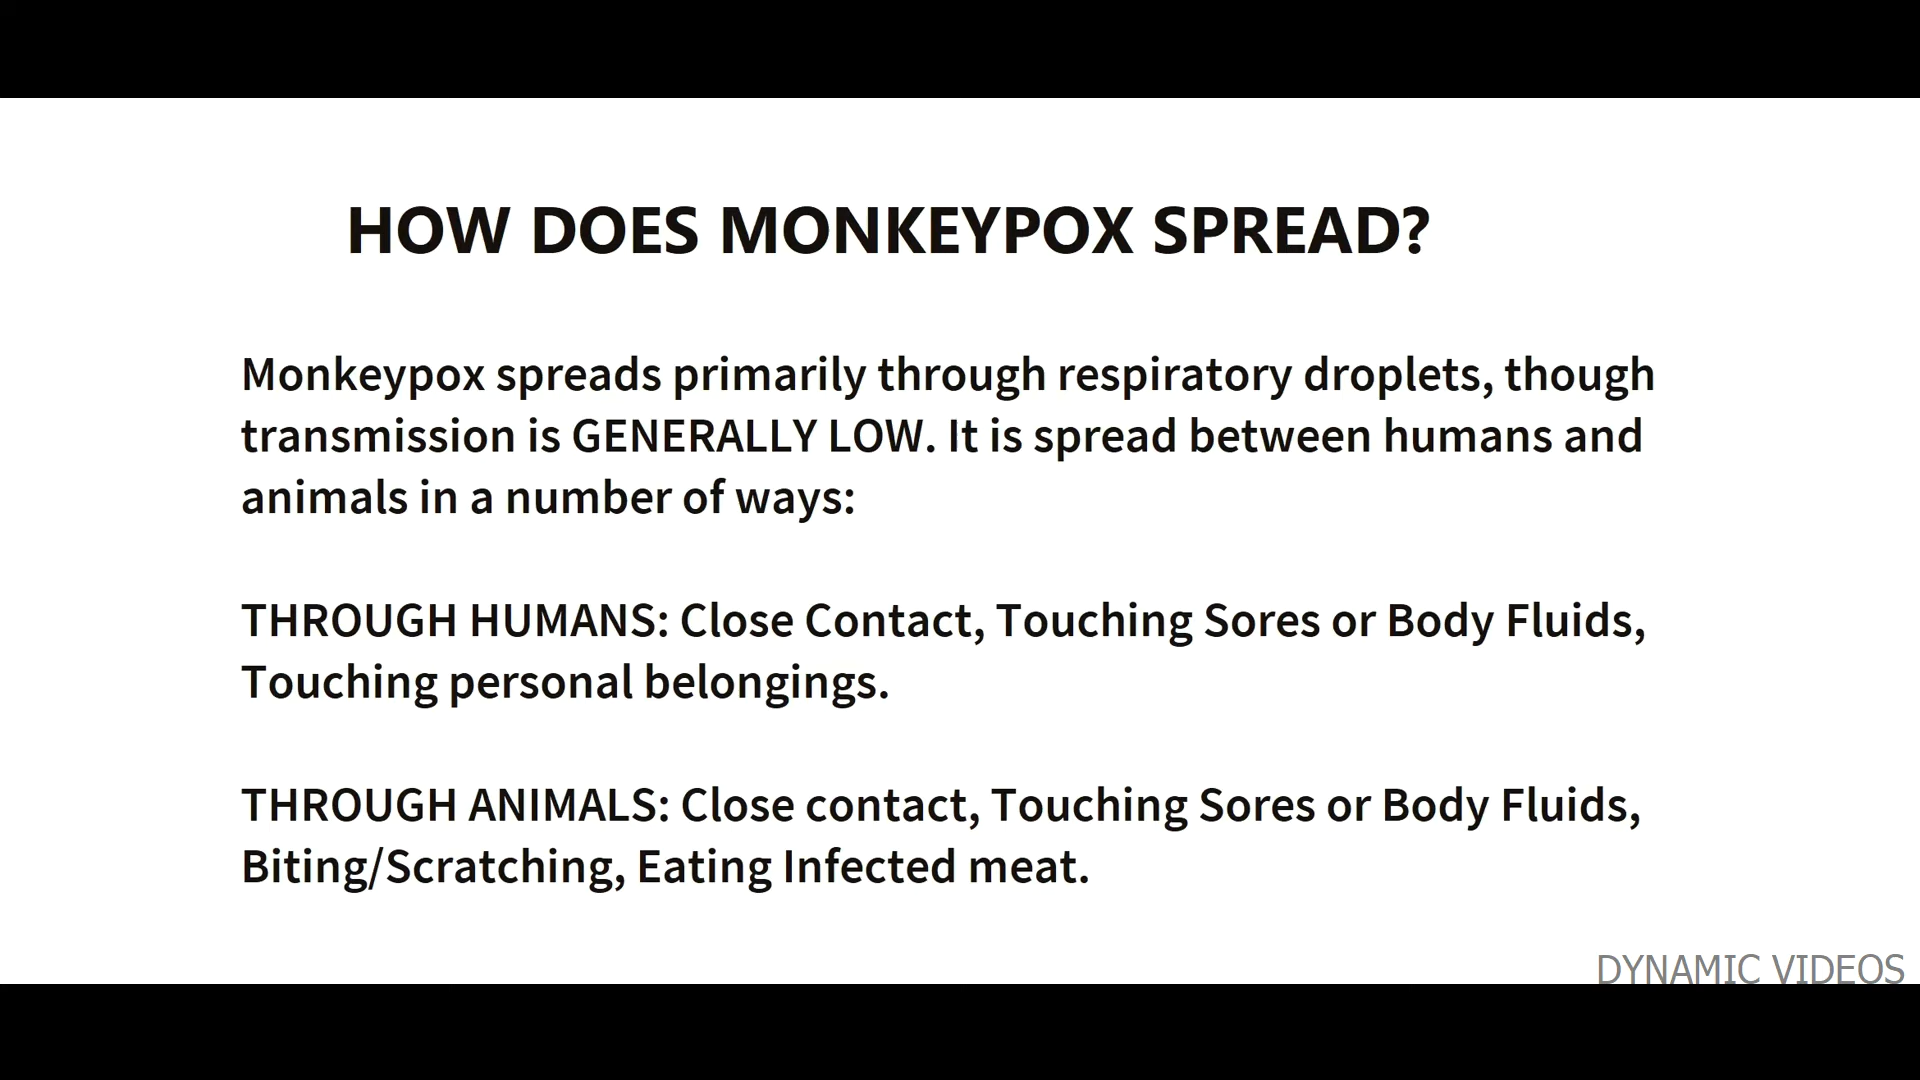 HOW DOES MONKEYPOX SPREAD?
Monkeypox spreads primarily through respiratory droplets, though
transmission is GENERALLY LOW. It is spread between humans and
animals in a number of ways:
THROUGH HUMANS: Close Contact, Touching Sores or Body Fluids,
Touching personal belongings.
THROUGH ANIMALS: Close contact, Touching Sores or Body Fluids,
Biting/Scratching, Eating Infected meat.
DYNAMIC VIDEOS